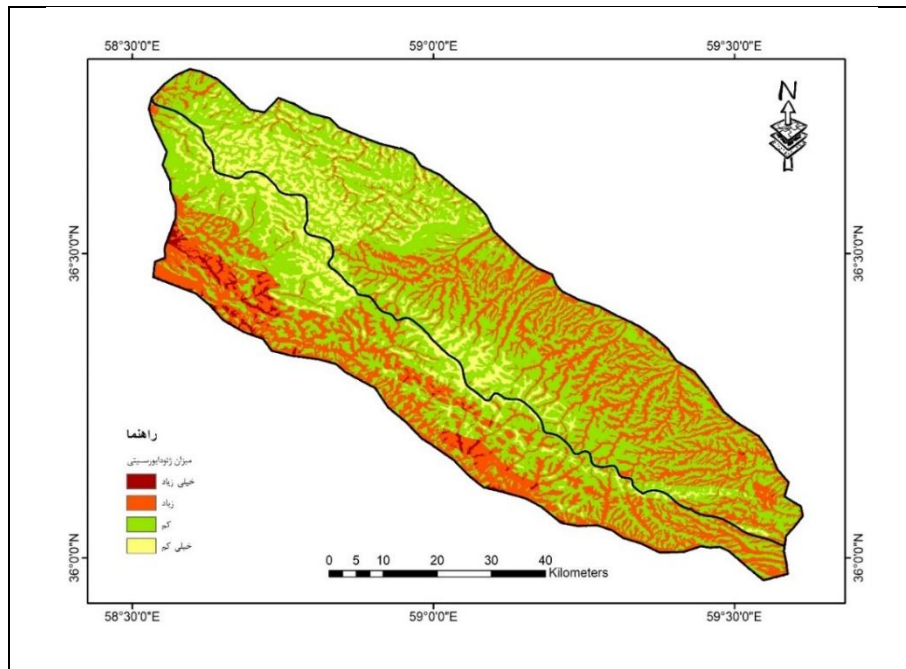 58°30'0"E 59°0'0"E 59°30'0"E
N
36°30'0"N 36°30'0"N
راهنما
میزان ژئودایورسیتی
خیلی زیاد
زیاد
کم
خیلی کم
36°0'0"N 36°0'0"N
0 5 10 20 30 40
Kilometers
58°30'0"E 59°0'0"E 59°30'0"E